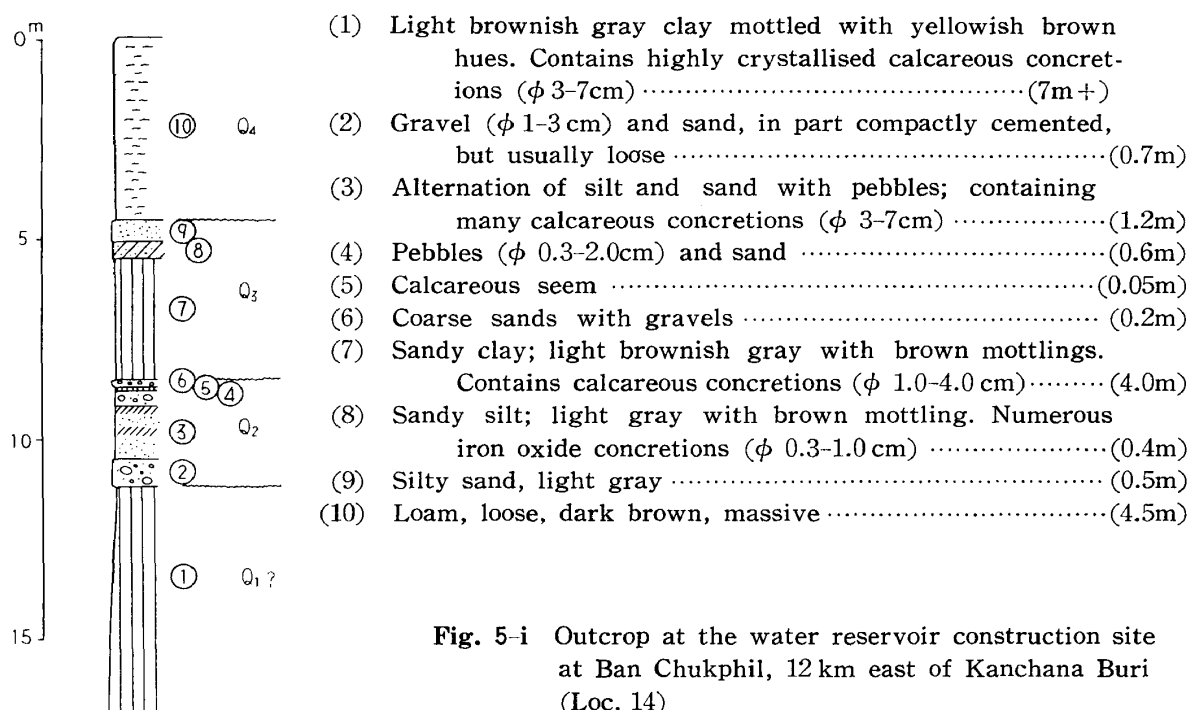 0 m
5
10
15
⑩ Q4
⑨
⑧
⑦ Q3
⑥ ⑤ ④
③ Q2
②
① Q1 ?
(1) Light brownish gray clay mottled with yellowish brown
hues. Contains highly crystallised calcareous concret-
ions (ϕ 3-7cm) ·········· (7m+)
(2) Gravel (ϕ 1-3 cm) and sand, in part compactly cemented,
but usually loose ·········· (0.7m)
(3) Alternation of silt and sand with pebbles; containing
many calcareous concretions (ϕ 3-7cm) ·········· (1.2m)
(4) Pebbles (ϕ 0.3-2.0cm) and sand ·········· (0.6m)
(5) Calcareous seem ·········· (0.05m)
(6) Coarse sands with gravels ·········· (0.2m)
(7) Sandy clay; light brownish gray with brown mottlings.
Contains calcareous concretions (ϕ 1.0-4.0 cm) ·········· (4.0m)
(8) Sandy silt; light gray with brown mottling. Numerous
iron oxide concretions (ϕ 0.3-1.0 cm) ·········· (0.4m)
(9) Silty sand, light gray ·········· (0.5m)
(10) Loam, loose, dark brown, massive ·········· (4.5m)
Fig. 5-i Outcrop at the water reservoir construction site
at Ban Chukphil, 12 km east of Kanchana Buri
(Loc. 14)